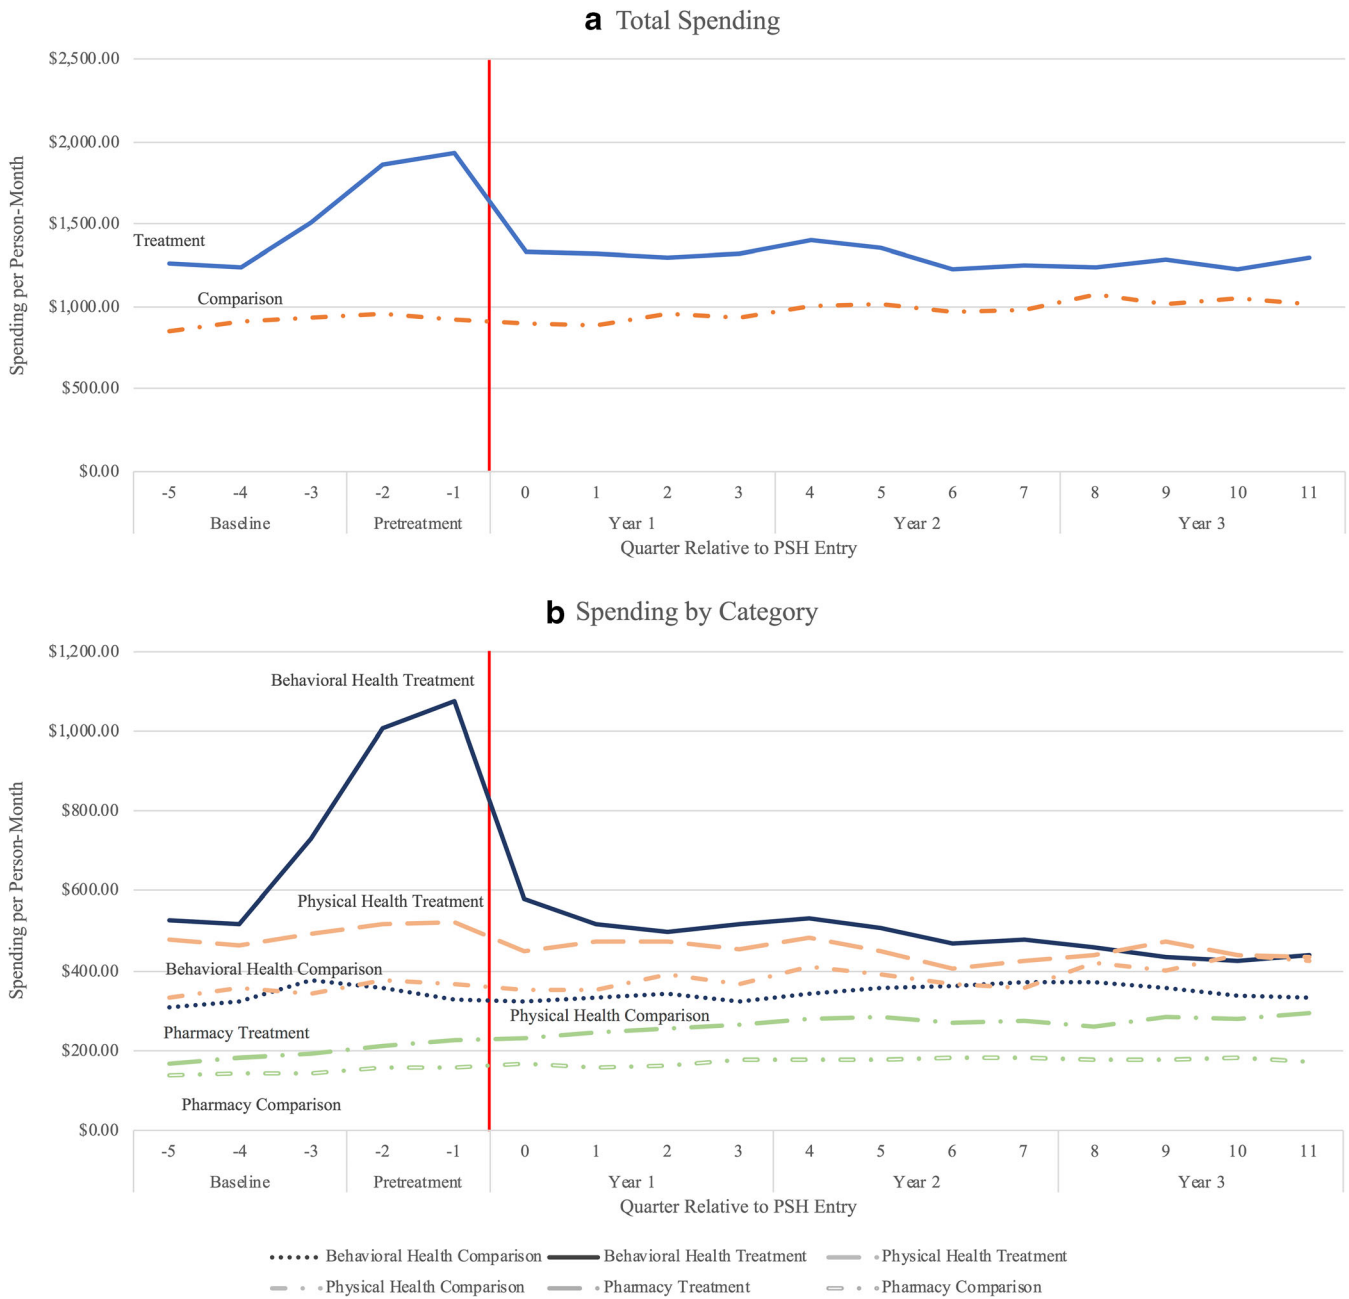 a Total Spending
$2,500.00
$2,000.00
$1,500.00
$1,000.00
$500.00
$0.00
Spending per Person-Month
Treatment
Comparison
-5 -4 -3 -2 -1 0 1 2 3 4 5 6 7 8 9 10 11
Baseline Pretreatment Year 1 Year 2 Year 3
Quarter Relative to PSH Entry
b Spending by Category
$1,200.00
$1,000.00
$800.00
$600.00
$400.00
$200.00
$0.00
Spending per Person-Month
Behavioral Health Treatment
Physical Health Treatment
Behavioral Health Comparison
Physical Health Comparison
Pharmacy Treatment
Pharmacy Comparison
-5 -4 -3 -2 -1 0 1 2 3 4 5 6 7 8 9 10 11
Baseline Pretreatment Year 1 Year 2 Year 3
Quarter Relative to PSH Entry
Behavioral Health Comparison Behavioral Health Treatment Physical Health Treatment
Physical Health Comparison Pharmacy Treatment Pharmacy Comparison